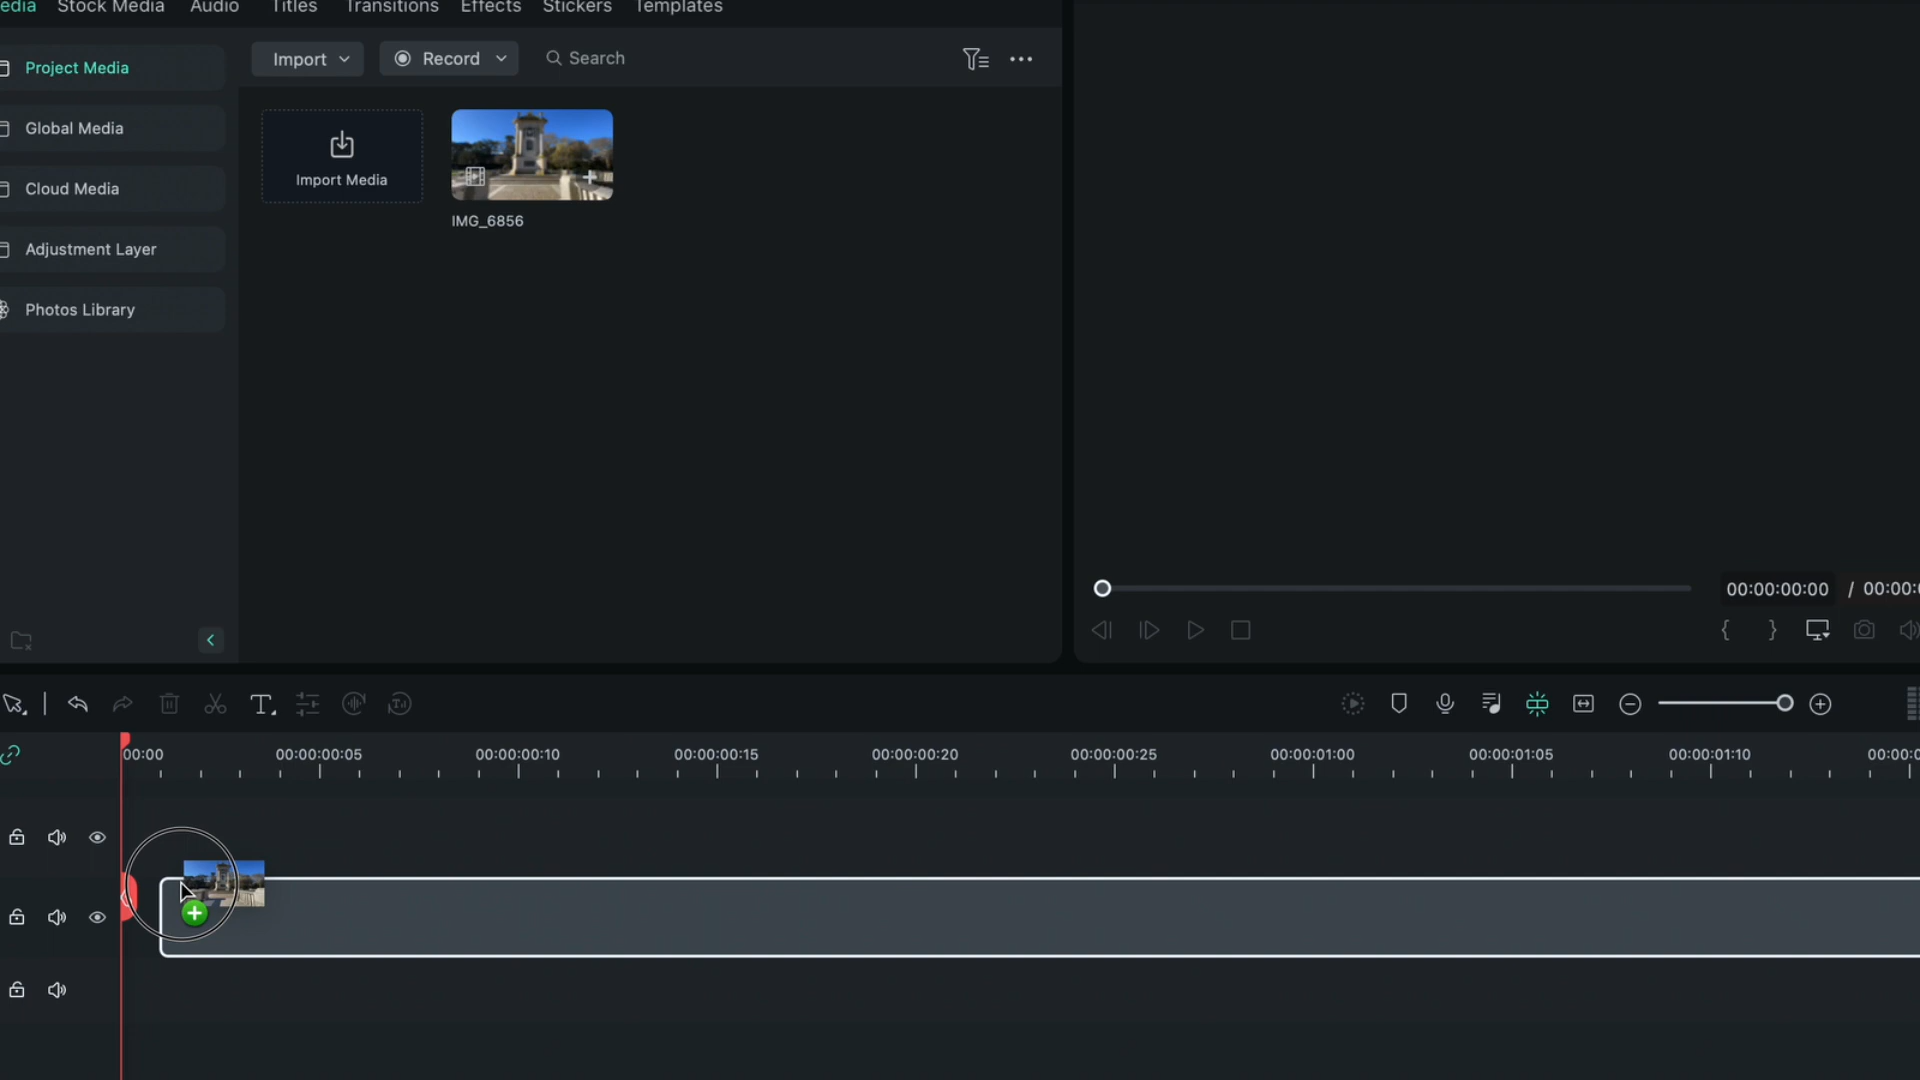 edia Stock Media Audio Titles Transitions Effects Stickers Templates
Project Media
Global Media
Cloud Media
Adjustment Layer
Photos Library
Import Record Search
Import Media
IMG_6856
00:00:00:00 / 00:00:
00:00 00:00:00:05 00:00:00:10 00:00:00:15 00:00:00:20 00:00:00:25 00:00:01:00 00:00:01:05 00:00:01:10 00:00:0